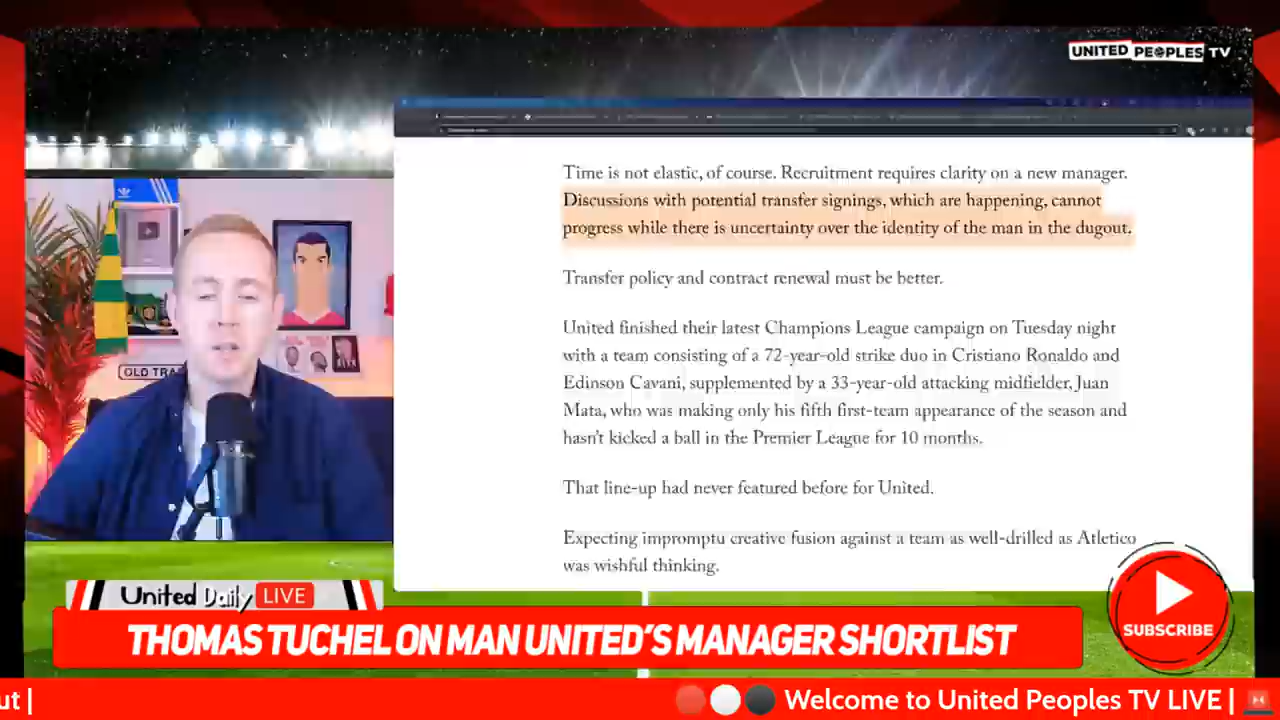 UNITED PEOPLES TV
Time is not elastic, of course. Recruitment requires clarity on a new manager.
Discussions with potential transfer signings, which are happening, cannot
progress while there is uncertainty over the identity of the man in the dugout.
Transfer policy and contract renewal must be better.
United finished their latest Champions League campaign on Tuesday night
with a team consisting of a 72-year-old strike duo in Cristiano Ronaldo and
Edinson Cavani, supplemented by a 33-year-old attacking midfielder, Juan
Mata, who was making only his fifth first-team appearance of the season and
hasn't kicked a ball in the Premier League for 10 months.
That line-up had never featured before for United.
Expecting impromptu creative fusion against a team as well-drilled as Atletico
was wishful thinking.
OLD TRA
United Daily LIVE
THOMAS TUCHEL ON MAN UNITED'S MANAGER SHORTLIST
SUBSCRIBE
ut | Welcome to United Peoples TV LIVE |